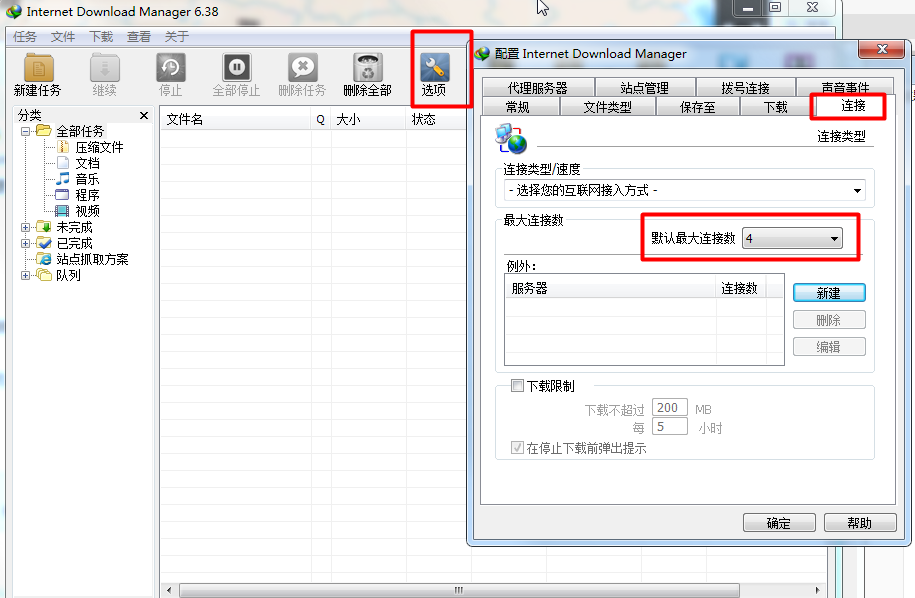 Internet Download Manager 6.38
任务 文件 下载 查看 关于
新建任务 继续 停止 全部停止 删除任务 删除全部 选项
分类
全部任务
压缩文件
文档
音乐
程序
视频
未完成
已完成
站点抓取方案
队列
文件名 Q 大小 状态
配置 Internet Download Manager
代理服务器 站点管理 拨号连接 声音事件
常规 文件类型 保存至 下载 连接
连接类型
连接类型/速度
- 选择您的互联网接入方式 -
最大连接数
默认最大连接数 4
例外：
服务器 连接数
新建
删除
编辑
下载限制
下载不超过 200 MB
每 5 小时
在停止下载前弹出提示
确定 帮助